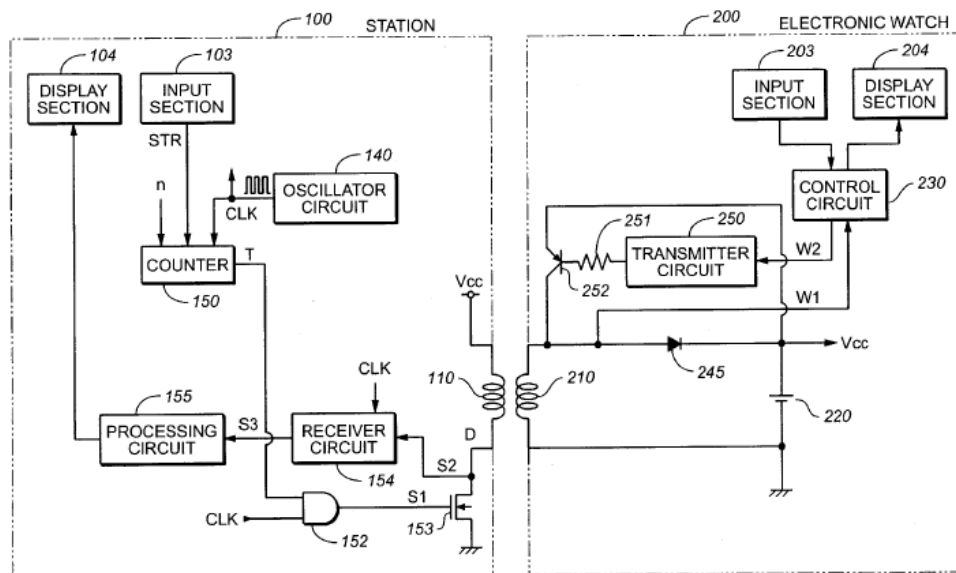 100
STATION
200
ELECTRONIC WATCH
104
103
203
204
DISPLAY
SECTION
INPUT
SECTION
INPUT
SECTION
DISPLAY
SECTION
STR
140
n
CLK
OSCILLATOR
CIRCUIT
CONTROL
CIRCUIT
230
251
250
COUNTER
T
TRANSMITTER
CIRCUIT
W2
150
252
Vcc
W1
Vcc
245
CLK
110
210
220
155
D
PROCESSING
CIRCUIT
S3
RECEIVER
CIRCUIT
S2
154
S1
CLK
152
153